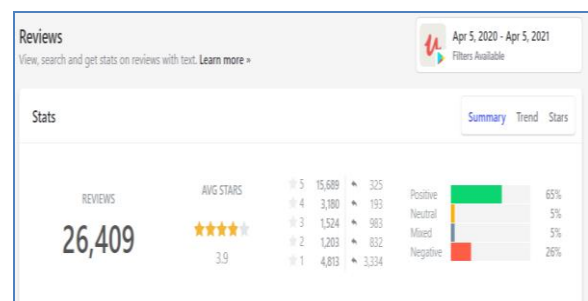 Reviews
View, search and get stats on reviews with text. Learn more »
Apr 5, 2020 - Apr 5, 2021
Filters Available
Stats
Summary Trend Stars
REVIEWS
26,409
AVG STARS
3.9
5 15,689 325
4 3,180 193
3 1,524 983
2 1,203 832
1 4,813 3,334
Positive 65%
Neutral 5%
Mixed 5%
Negative 26%